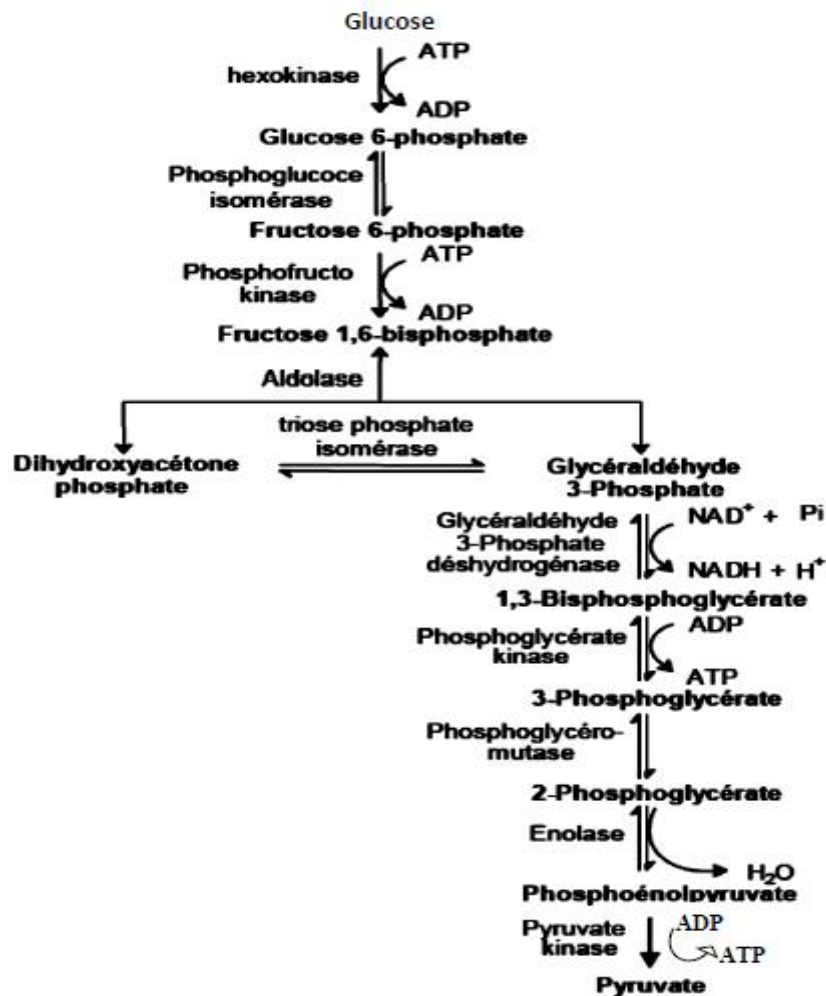 Glucose
ATP
hexokinase
ADP
Glucose 6-phosphate
Phosphoglucoce
isomérase
Fructose 6-phosphate
ATP
Phosphofructo
kinase
ADP
Fructose 1,6-bisphosphate
Aldolase
triose phosphate
isomérase
Dihydroxyacétone
phosphate
Glycéraldéhyde
3-Phosphate
Glycéraldéhyde
3-Phosphate
déshydrogénase
NAD⁺ + Pi
NADH + H⁺
1,3-Bisphosphoglycérate
ADP
Phosphoglycérate
kinase
ATP
3-Phosphoglycérate
Phosphoglycéro-
mutase
2-Phosphoglycérate
Enolase
H₂O
Phosphoénolpyruvate
Pyruvate
kinase
ADP
ATP
Pyruvate